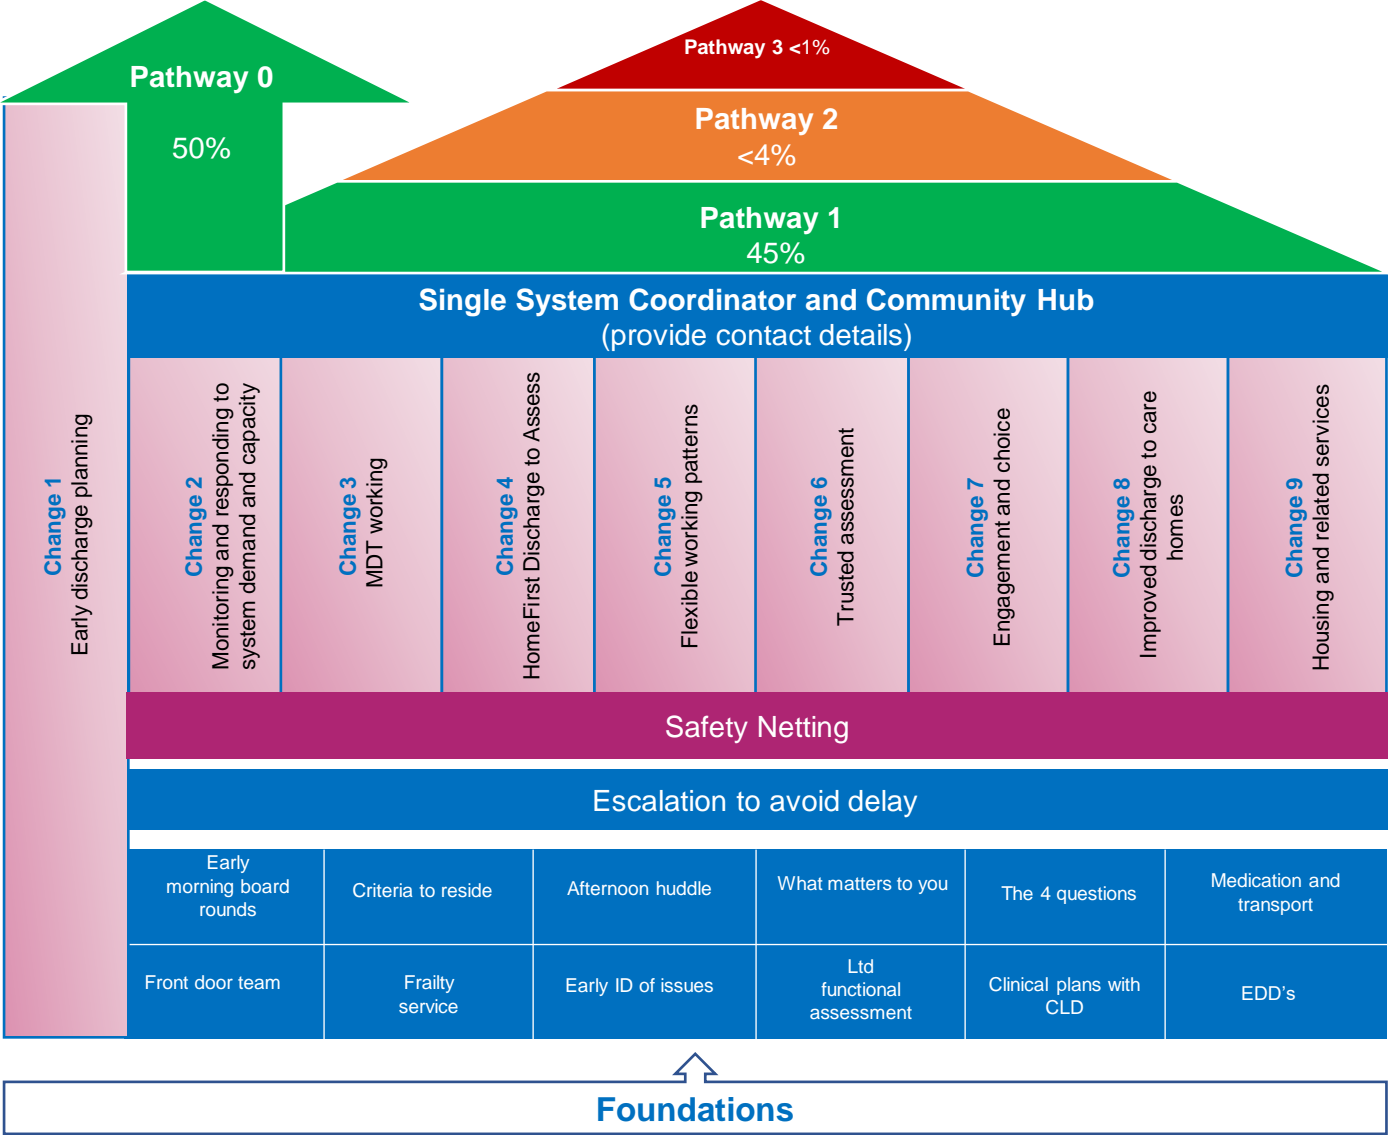 Pathway 0
50%
Pathway 3 <1%
Pathway 2
<4%
Pathway 1
45%
Single System Coordinator and Community Hub
(provide contact details)
Change 1
Early discharge planning
Change 2
Monitoring and responding to
system demand and capacity
Change 3
MDT working
Change 4
HomeFirst Discharge to Assess
Change 5
Flexible working patterns
Change 6
Trusted assessment
Change 7
Engagement and choice
Change 8
Improved discharge to care
homes
Change 9
Housing and related services
Safety Netting
Escalation to avoid delay
Early
morning board
rounds
Criteria to reside
Afternoon huddle
What matters to you
The 4 questions
Medication and
transport
Front door team
Frailty
service
Early ID of issues
Ltd
functional
assessment
Clinical plans with
CLD
EDD’s
Foundations